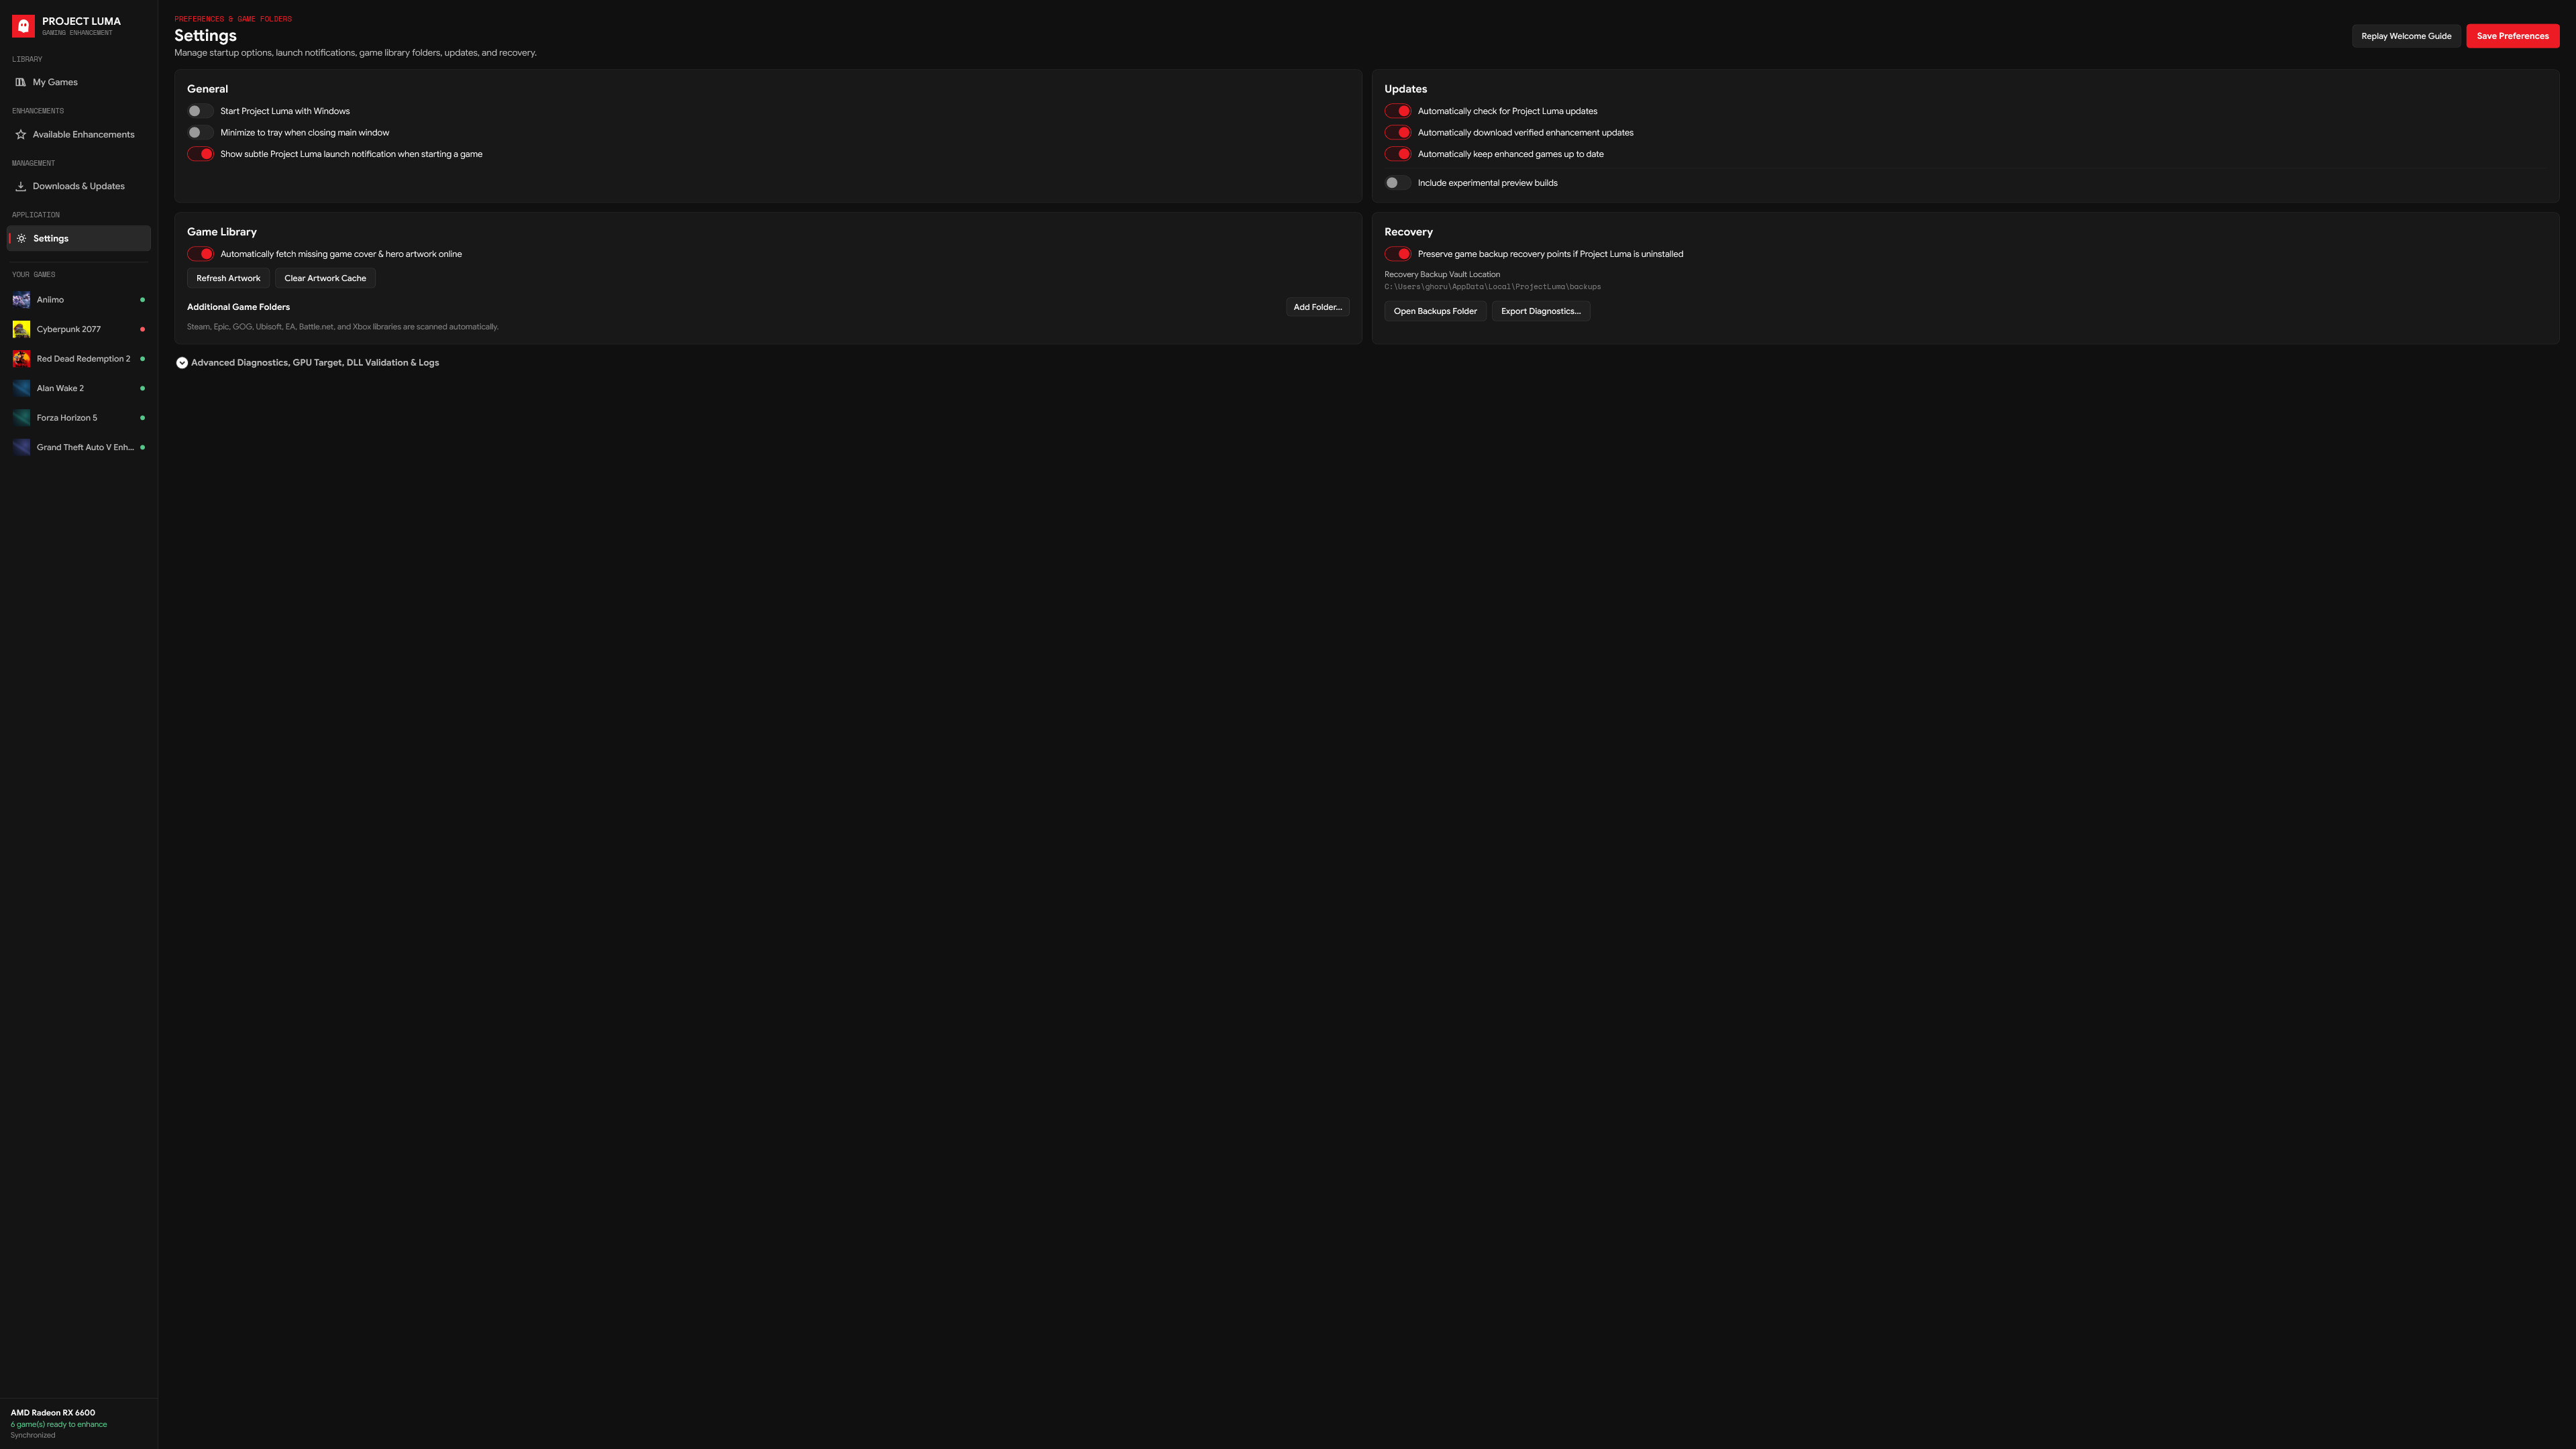 PROJECT LUMA
GAMING ENHANCEMENT
LIBRARY
My Games
ENHANCEMENTS
Available Enhancements
MANAGEMENT
Downloads & Updates
APPLICATION
Settings
YOUR GAMES
Aniimo
Cyberpunk 2077
Red Dead Redemption 2
Alan Wake 2
Forza Horizon 5
Grand Theft Auto V Enh...
AMD Radeon RX 6600
6 game(s) ready to enhance
Synchronized
PREFERENCES & GAME FOLDERS
Settings
Manage startup options, launch notifications, game library folders, updates, and recovery.
Replay Welcome Guide
Save Preferences
General
Start Project Luma with Windows
Minimize to tray when closing main window
Show subtle Project Luma launch notification when starting a game
Updates
Automatically check for Project Luma updates
Automatically download verified enhancement updates
Automatically keep enhanced games up to date
Include experimental preview builds
Game Library
Automatically fetch missing game cover & hero artwork online
Refresh Artwork
Clear Artwork Cache
Additional Game Folders
Add Folder...
Steam, Epic, GOG, Ubisoft, EA, Battle.net, and Xbox libraries are scanned automatically.
Recovery
Preserve game backup recovery points if Project Luma is uninstalled
Recovery Backup Vault Location
C:\Users\ghoru\AppData\Local\ProjectLuma\backups
Open Backups Folder
Export Diagnostics...
Advanced Diagnostics, GPU Target, DLL Validation & Logs